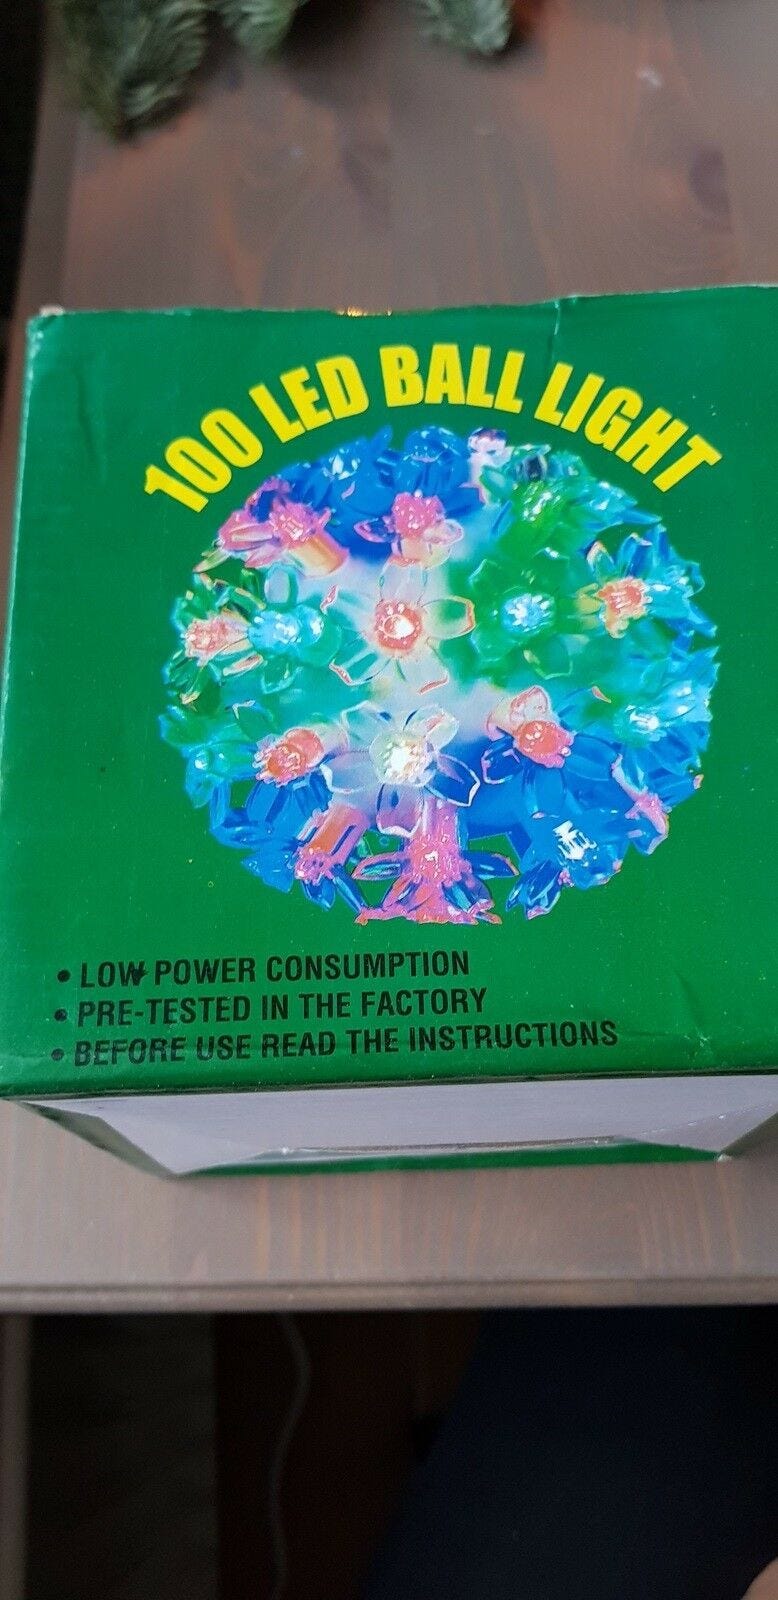 100 LED BALL LIGHT
• LOW POWER CONSUMPTION
• PRE-TESTED IN THE FACTORY
• BEFORE USE READ THE INSTRUCTIONS